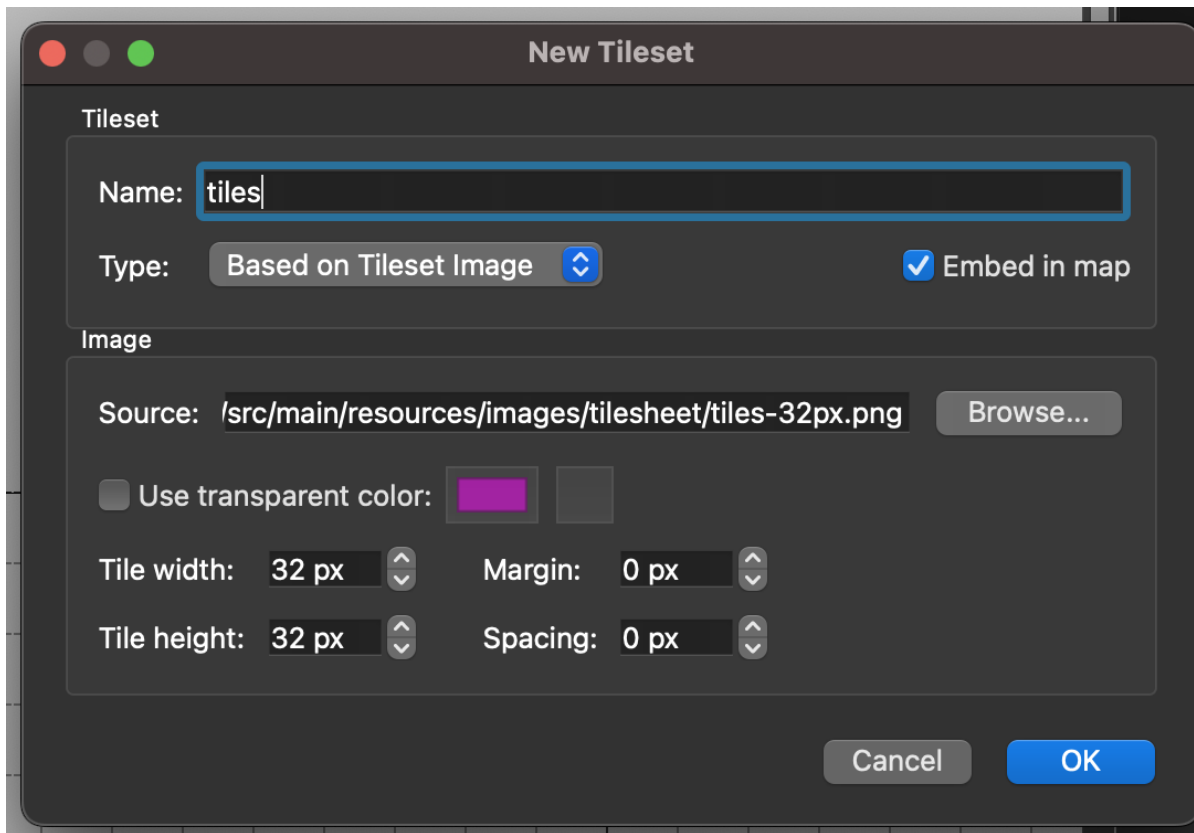 New Tileset
Tileset
Name: tiles
Type: Based on Tileset Image Embed in map
Image
Source: /src/main/resources/images/tilesheet/tiles-32px.png Browse...
Use transparent color:
Tile width: 32 px Margin: 0 px
Tile height: 32 px Spacing: 0 px
Cancel OK